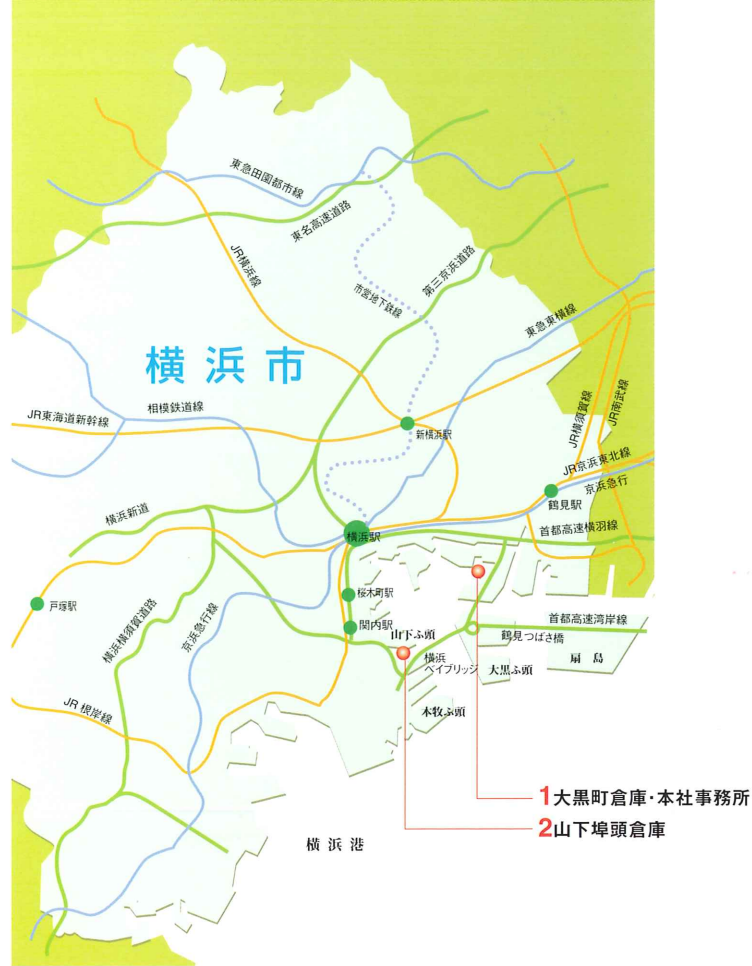 東急田園都市線
東名高速道路
JR横浜線
市営地下鉄線
第三京浜道路
東急東横線
横浜市
JR東海道新幹線
相模鉄道線
新横浜駅
JR横須賀線
JR南武線
JR京浜東北線
京浜急行
鶴見駅
横浜新道
横浜駅
首都高速横羽線
戸塚駅
横浜横須賀道路
京浜急行線
桜木町駅
関内駅
山下ふ頭
首都高速湾岸線
鶴見つばさ橋
横浜
ベイブリッジ
大黒ふ頭
扇島
JR根岸線
本牧ふ頭
1大黒町倉庫・本社事務所
2山下埠頭倉庫
横浜港